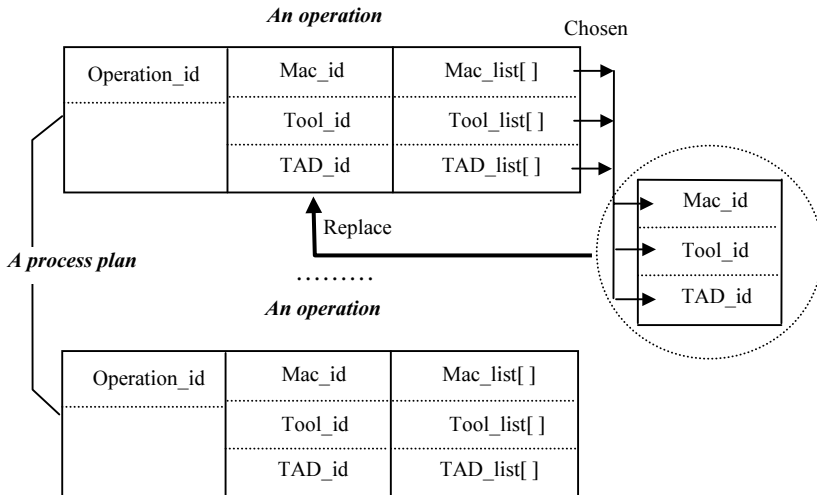 An operation
Chosen
Operation_id Mac_id Mac_list[ ]
Tool_id Tool_list[ ]
TAD_id TAD_list[ ]
Mac_id
Tool_id
TAD_id
Replace
A process plan
.........
An operation
Operation_id Mac_id Mac_list[ ]
Tool_id Tool_list[ ]
TAD_id TAD_list[ ]